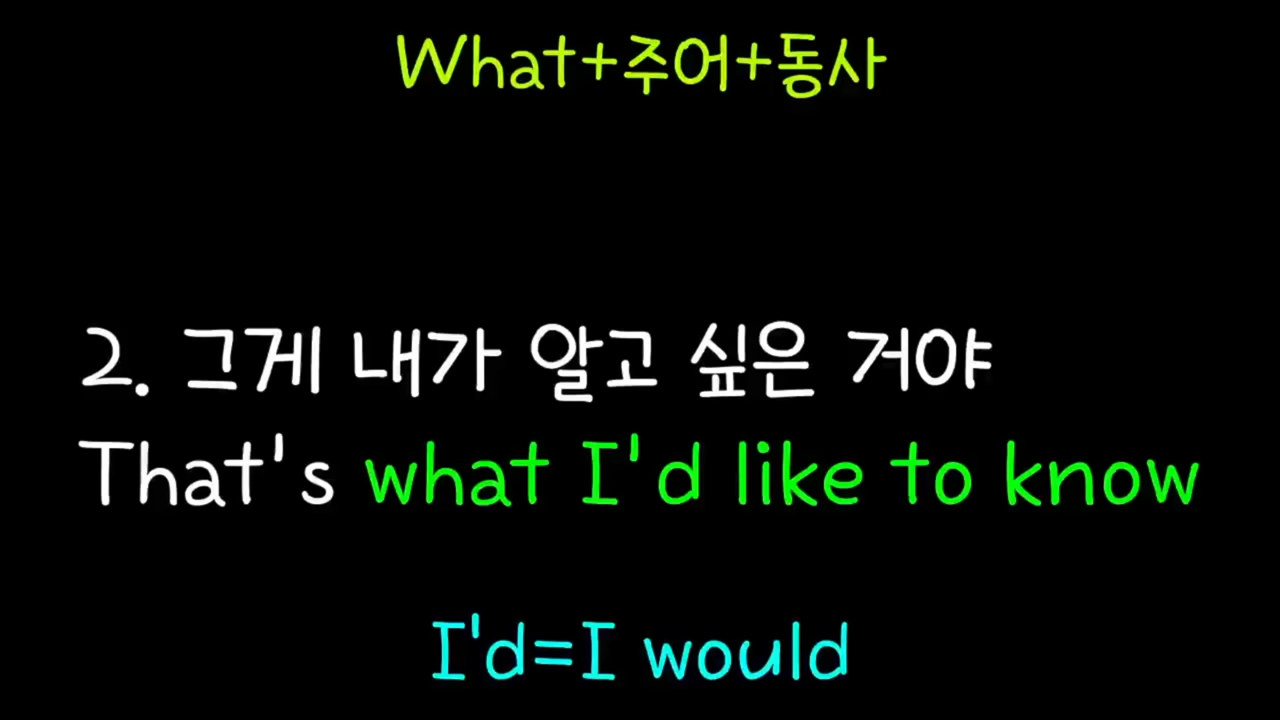 What+주어+동사
2. 그게 내가 알고 싶은 거야
That's what I'd like to know
I'd=I would